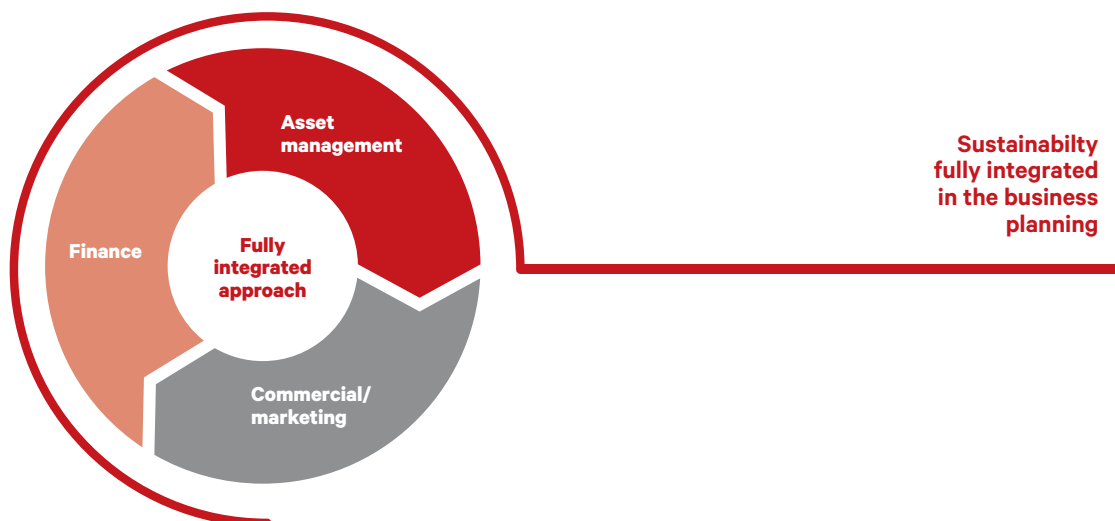 Asset
management
Finance
Fully
integrated
approach
Commercial/
marketing
Sustainabilty
fully integrated
in the business
planning